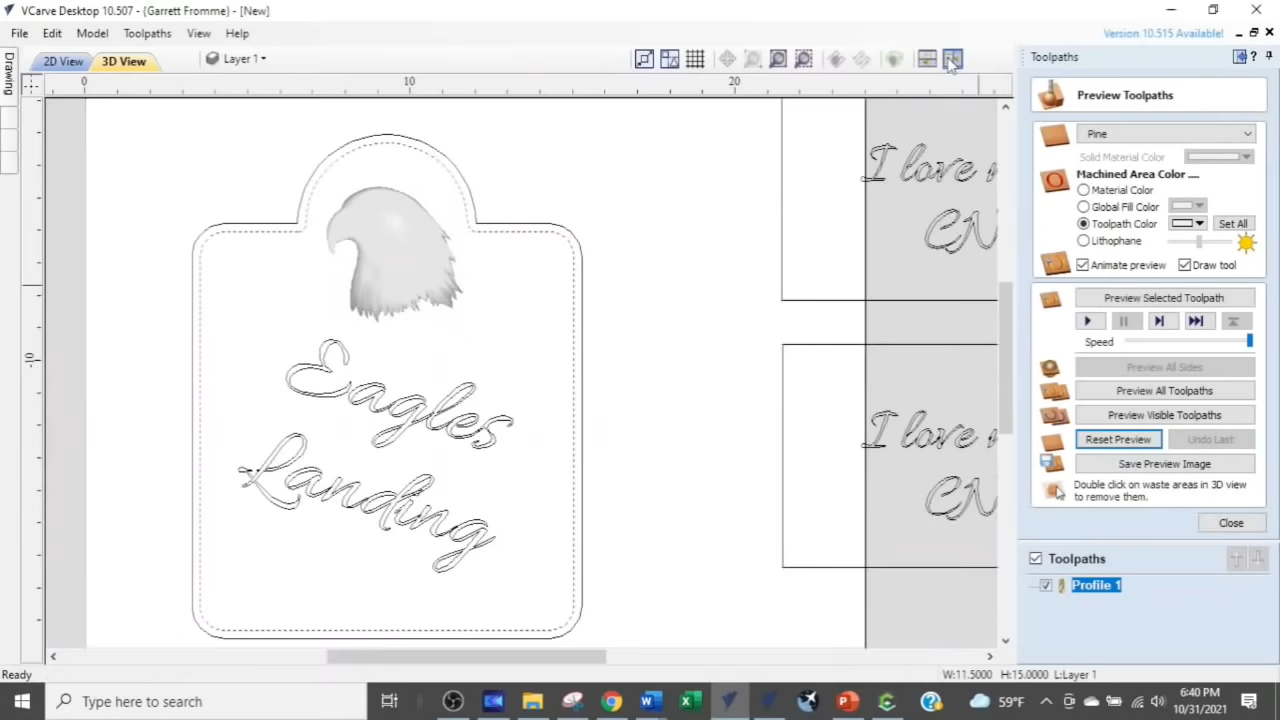 VCarve Desktop 10.507 - {Garrett Fromme} - [New]
File Edit Model Toolpaths View Help
Version 10.515 Available!
2D View 3D View Layer 1
Drawing
Toolpaths
0 10 20
Preview Toolpaths
Pine
Solid Material Color
Machined Area Color ....
Material Color
Global Fill Color
Toolpath Color Set All
Lithophane
Animate preview Draw tool
Preview Selected Toolpath
Speed
Preview All Sides
Preview All Toolpaths
Preview Visible Toolpaths
Reset Preview Undo Last
Save Preview Image
Double click on waste areas in 3D view
to remove them.
Close
Toolpaths
Profile 1
-10
Eagles
Landing
I love
CN
I love
CN
Ready
W:11.5000 H:15.0000 L:Layer 1
Type here to search
59°F
6:40 PM
10/31/2021